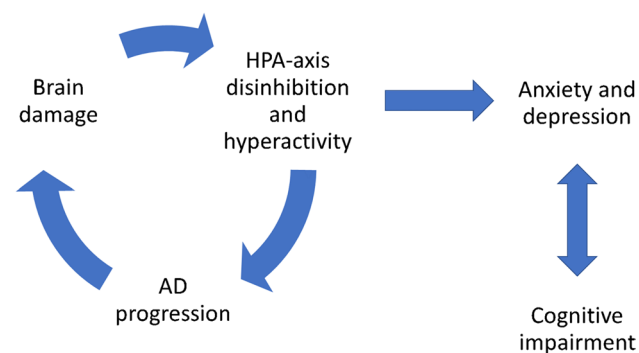 Brain
damage
HPA-axis
disinhibition
and
hyperactivity
Anxiety and
depression
AD
progression
Cognitive
impairment